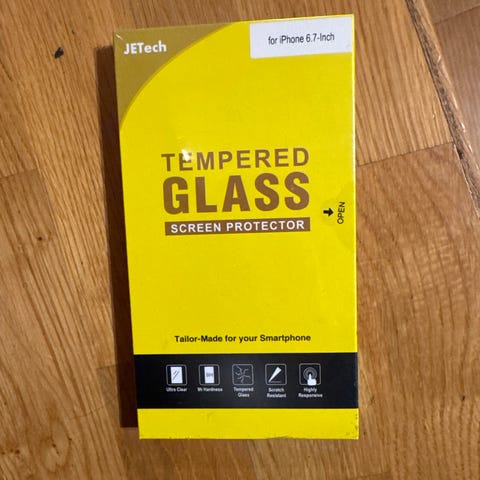 JETech
for iPhone 6.7-Inch
TEMPERED
GLASS
SCREEN PROTECTOR
OPEN
Tailor-Made for your Smartphone
9H
Ultra Clear
9H Hardness
Tempered
Glass
Scratch
Resistant
Highly
Responsive